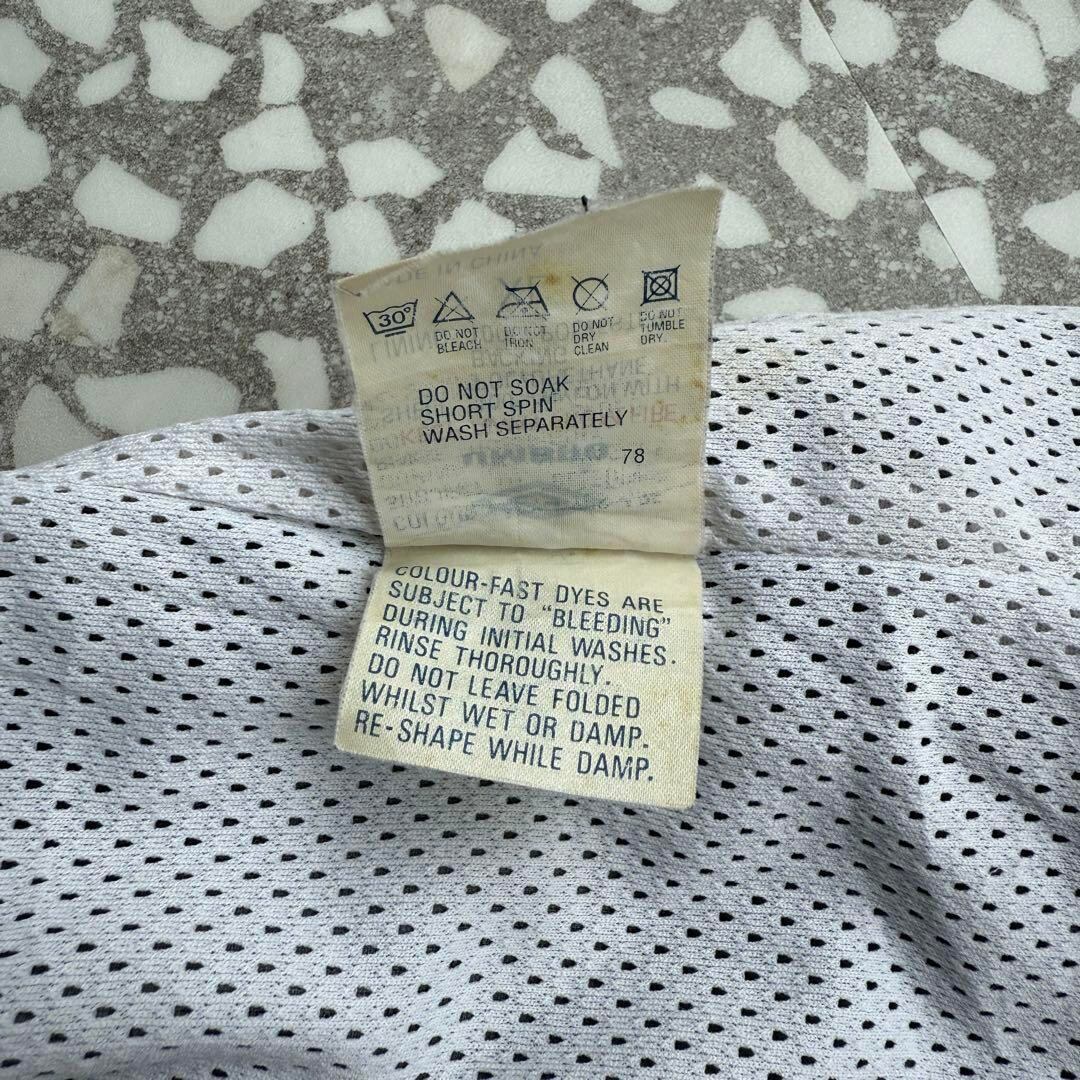 30°
DO NOT
BLEACH
DO NOT
IRON
DO NOT
DRY
CLEAN
DO NOT
TUMBLE
DRY.
DO NOT SOAK
SHORT SPIN
WASH SEPARATELY
78
COLOUR-FAST DYES ARE
SUBJECT TO "BLEEDING"
DURING INITIAL WASHES.
RINSE THOROUGHLY.
DO NOT LEAVE FOLDED
WHILST WET OR DAMP.
RE-SHAPE WHILE DAMP.